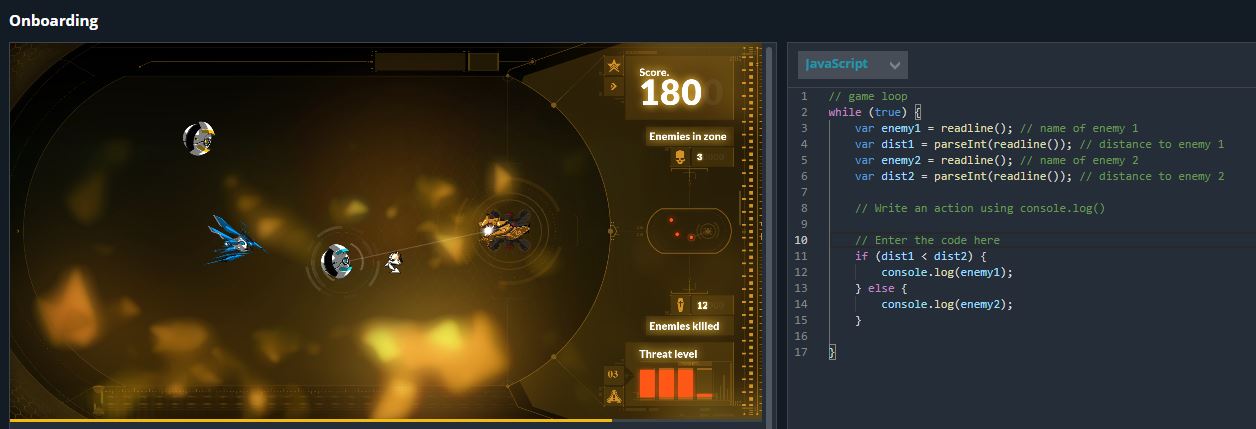 Onboarding
Score.
180
Enemies in zone
3
12
Enemies killed
Threat level
03
JavaScript
1 // game loop
2 while (true) {
3 var enemy1 = readline(); // name of enemy 1
4 var dist1 = parseInt(readline()); // distance to enemy 1
5 var enemy2 = readline(); // name of enemy 2
6 var dist2 = parseInt(readline()); // distance to enemy 2
7
8 // Write an action using console.log()
9
10 // Enter the code here
11 if (dist1 < dist2) {
12 console.log(enemy1);
13 } else {
14 console.log(enemy2);
15 }
16
17 }